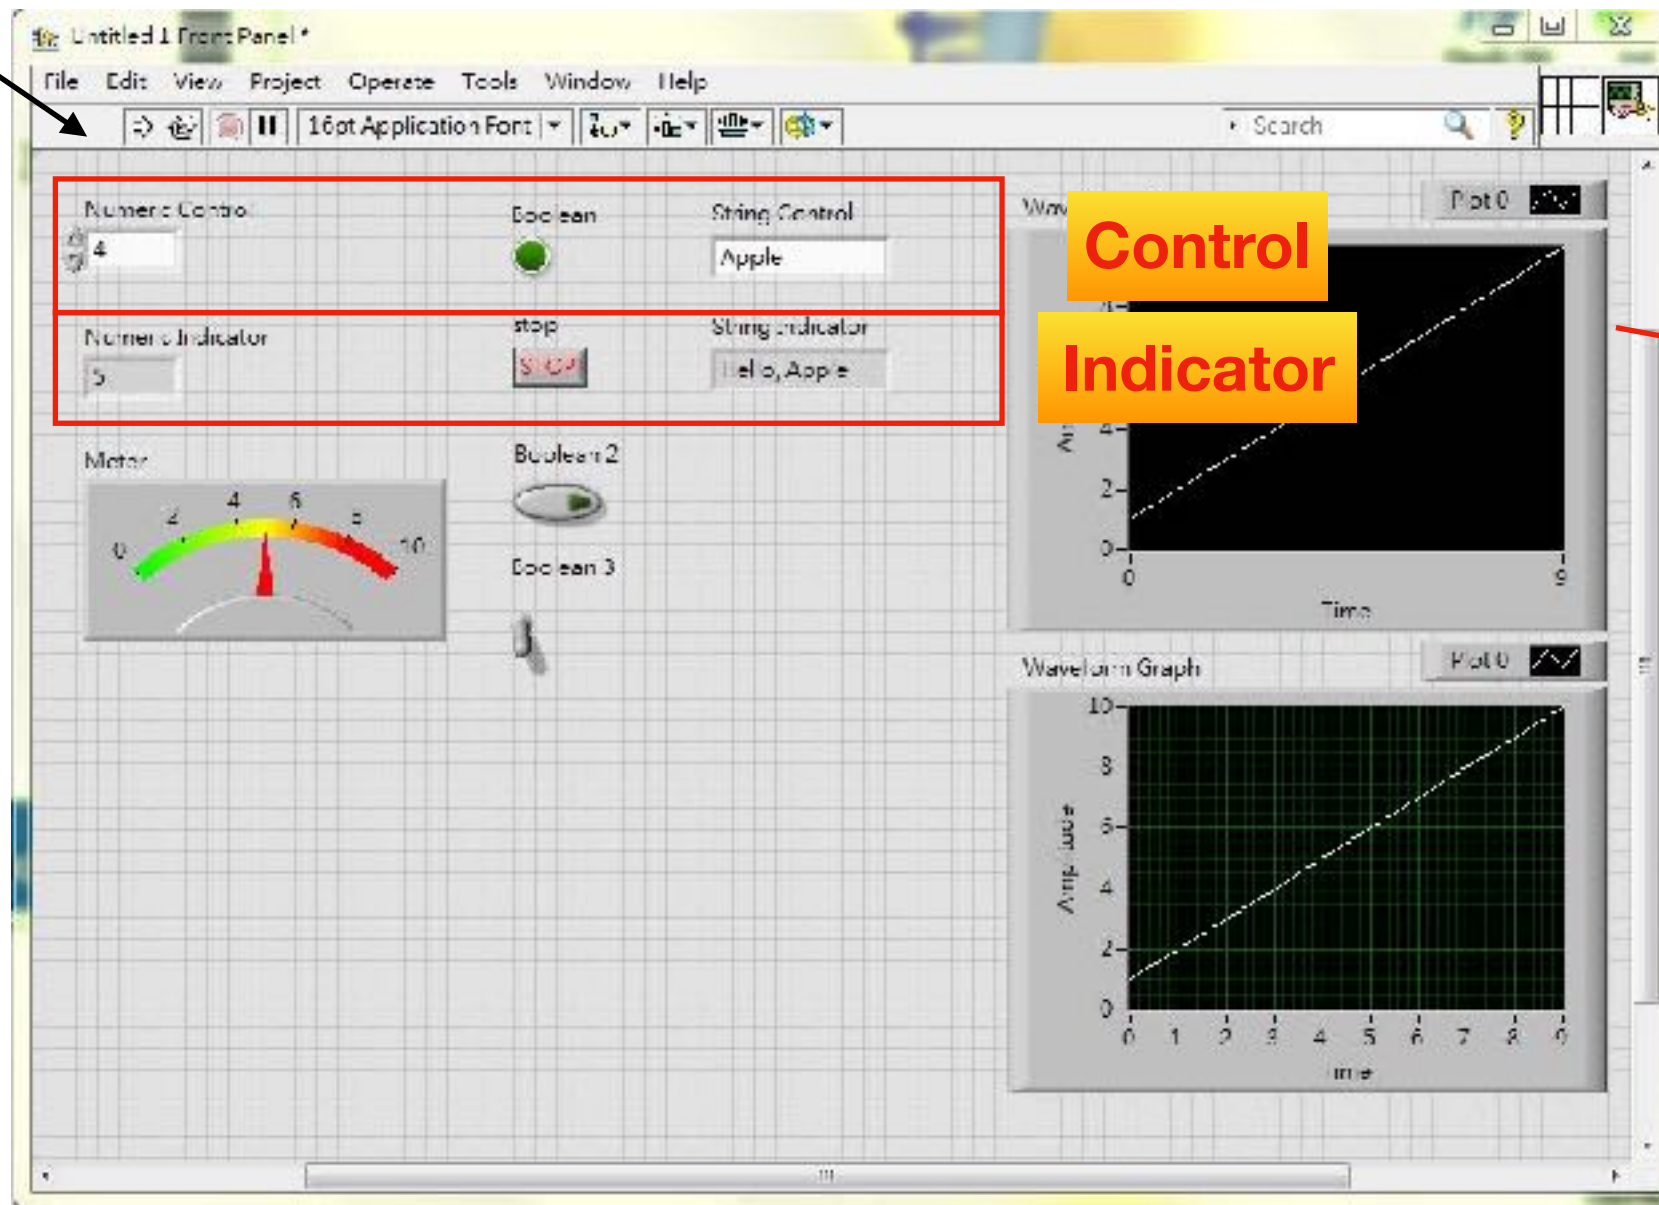 Untitled 1 Front Panel *
File Edit View Project Operate Tools Window Help
16pt Application Font
Search
Numeric Control
4
Boolean
String Control
Apple
Control
Plot 0
Numeric Indicator
5
stop
STOP
String Indicator
Hello, Apple
Indicator
4
2
0
0
9
Time
Meter
0
2
4
6
8
10
Boolean 2
Boolean 3
Waveform Graph
Plot 0
Amplitude
10
8
6
4
2
0
0 1 2 3 4 5 6 7 8 9
Time